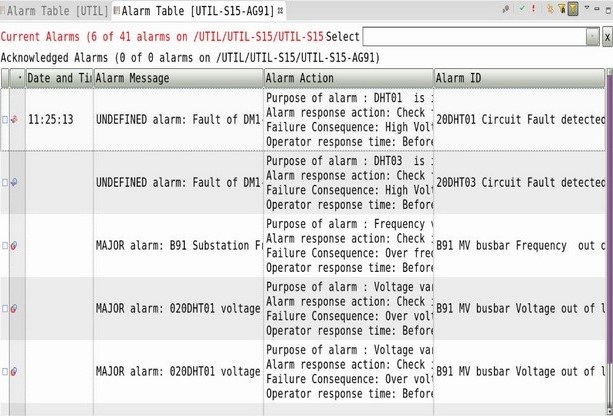 Alarm Table [UTIL] Alarm Table [UTIL-S15-AG91]
Current Alarms (6 of 41 alarms on /UTIL/UTIL-S15/UTIL-S15 Select
X
Acknowledged Alarms (0 of 0 alarms on /UTIL/UTIL-S15/UTIL-S15-AG91)
Date and Ti Alarm Message Alarm Action Alarm ID
11:25:13 UNDEFINED alarm: Fault of DM1-
Purpose of alarm : DHT01 is
Alarm response action: Check
Failure Consequence: High Volt
Operator response time: Before
20DHT01 Circuit Fault detected
UNDEFINED alarm: Fault of DM1-
Purpose of alarm : DHT03 is
Alarm response action: Check
Failure Consequence: High Volt
Operator response time: Before
20DHT03 Circuit Fault detected
MAJOR alarm: B91 Substation Fr
Purpose of alarm : Frequency v
Alarm response action: Check
Failure Consequence: Over fre
Operator response time: Before
B91 MV busbar Frequency out o
MAJOR alarm: 020DHT01 voltage
Purpose of alarm : Voltage var
Alarm response action: Check
Failure Consequence: Over volt
Operator response time: Before
B91 MV busbar Voltage out of l
MAJOR alarm: 020DHT01 voltage
Purpose of alarm : Voltage var
Alarm response action: Check
Failure Consequence: Over volt
Operator response time: Before
B91 MV busbar Voltage out of l